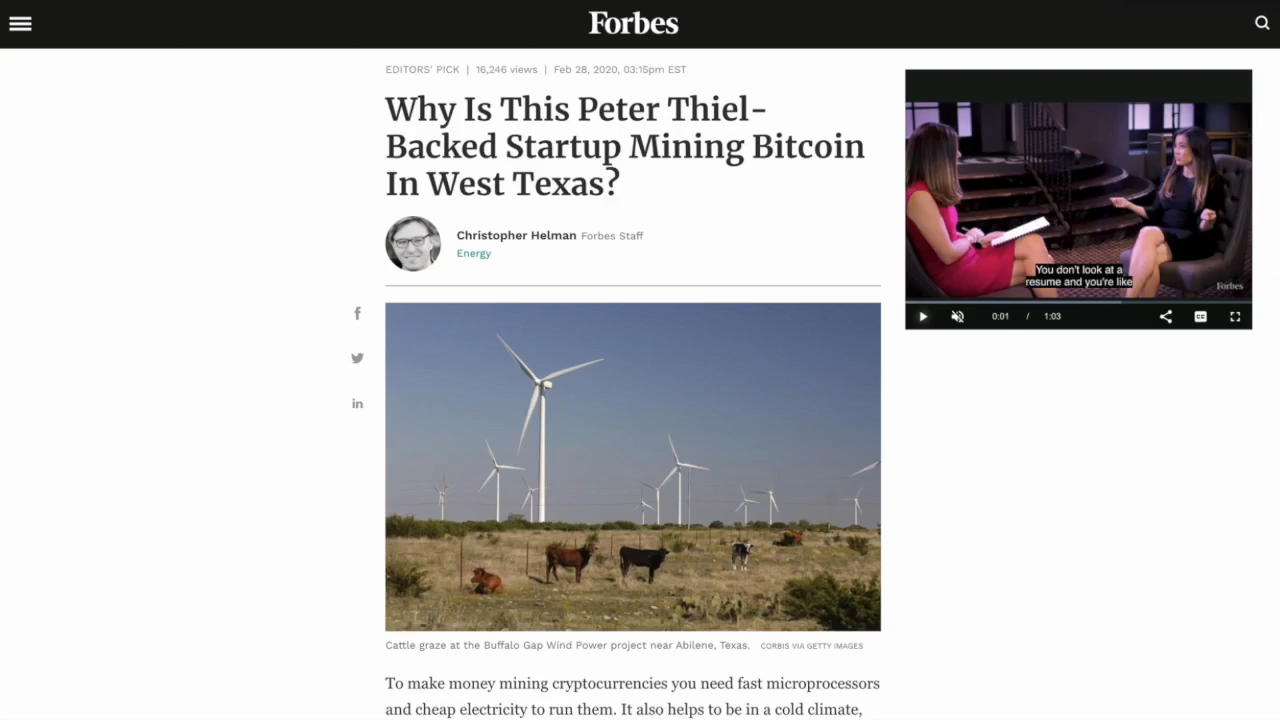 Forbes
EDITORS' PICK | 16,246 views | Feb 28, 2020, 03:15pm EST
Why Is This Peter Thiel-
Backed Startup Mining Bitcoin
In West Texas?
Christopher Helman Forbes Staff
Energy
You don't look at a
resume and you're like
Forbes
0:01 / 1:03
CC
f
in
Cattle graze at the Buffalo Gap Wind Power project near Abilene, Texas. CORBIS VIA GETTY IMAGES
To make money mining cryptocurrencies you need fast microprocessors
and cheap electricity to run them. It also helps to be in a cold climate,